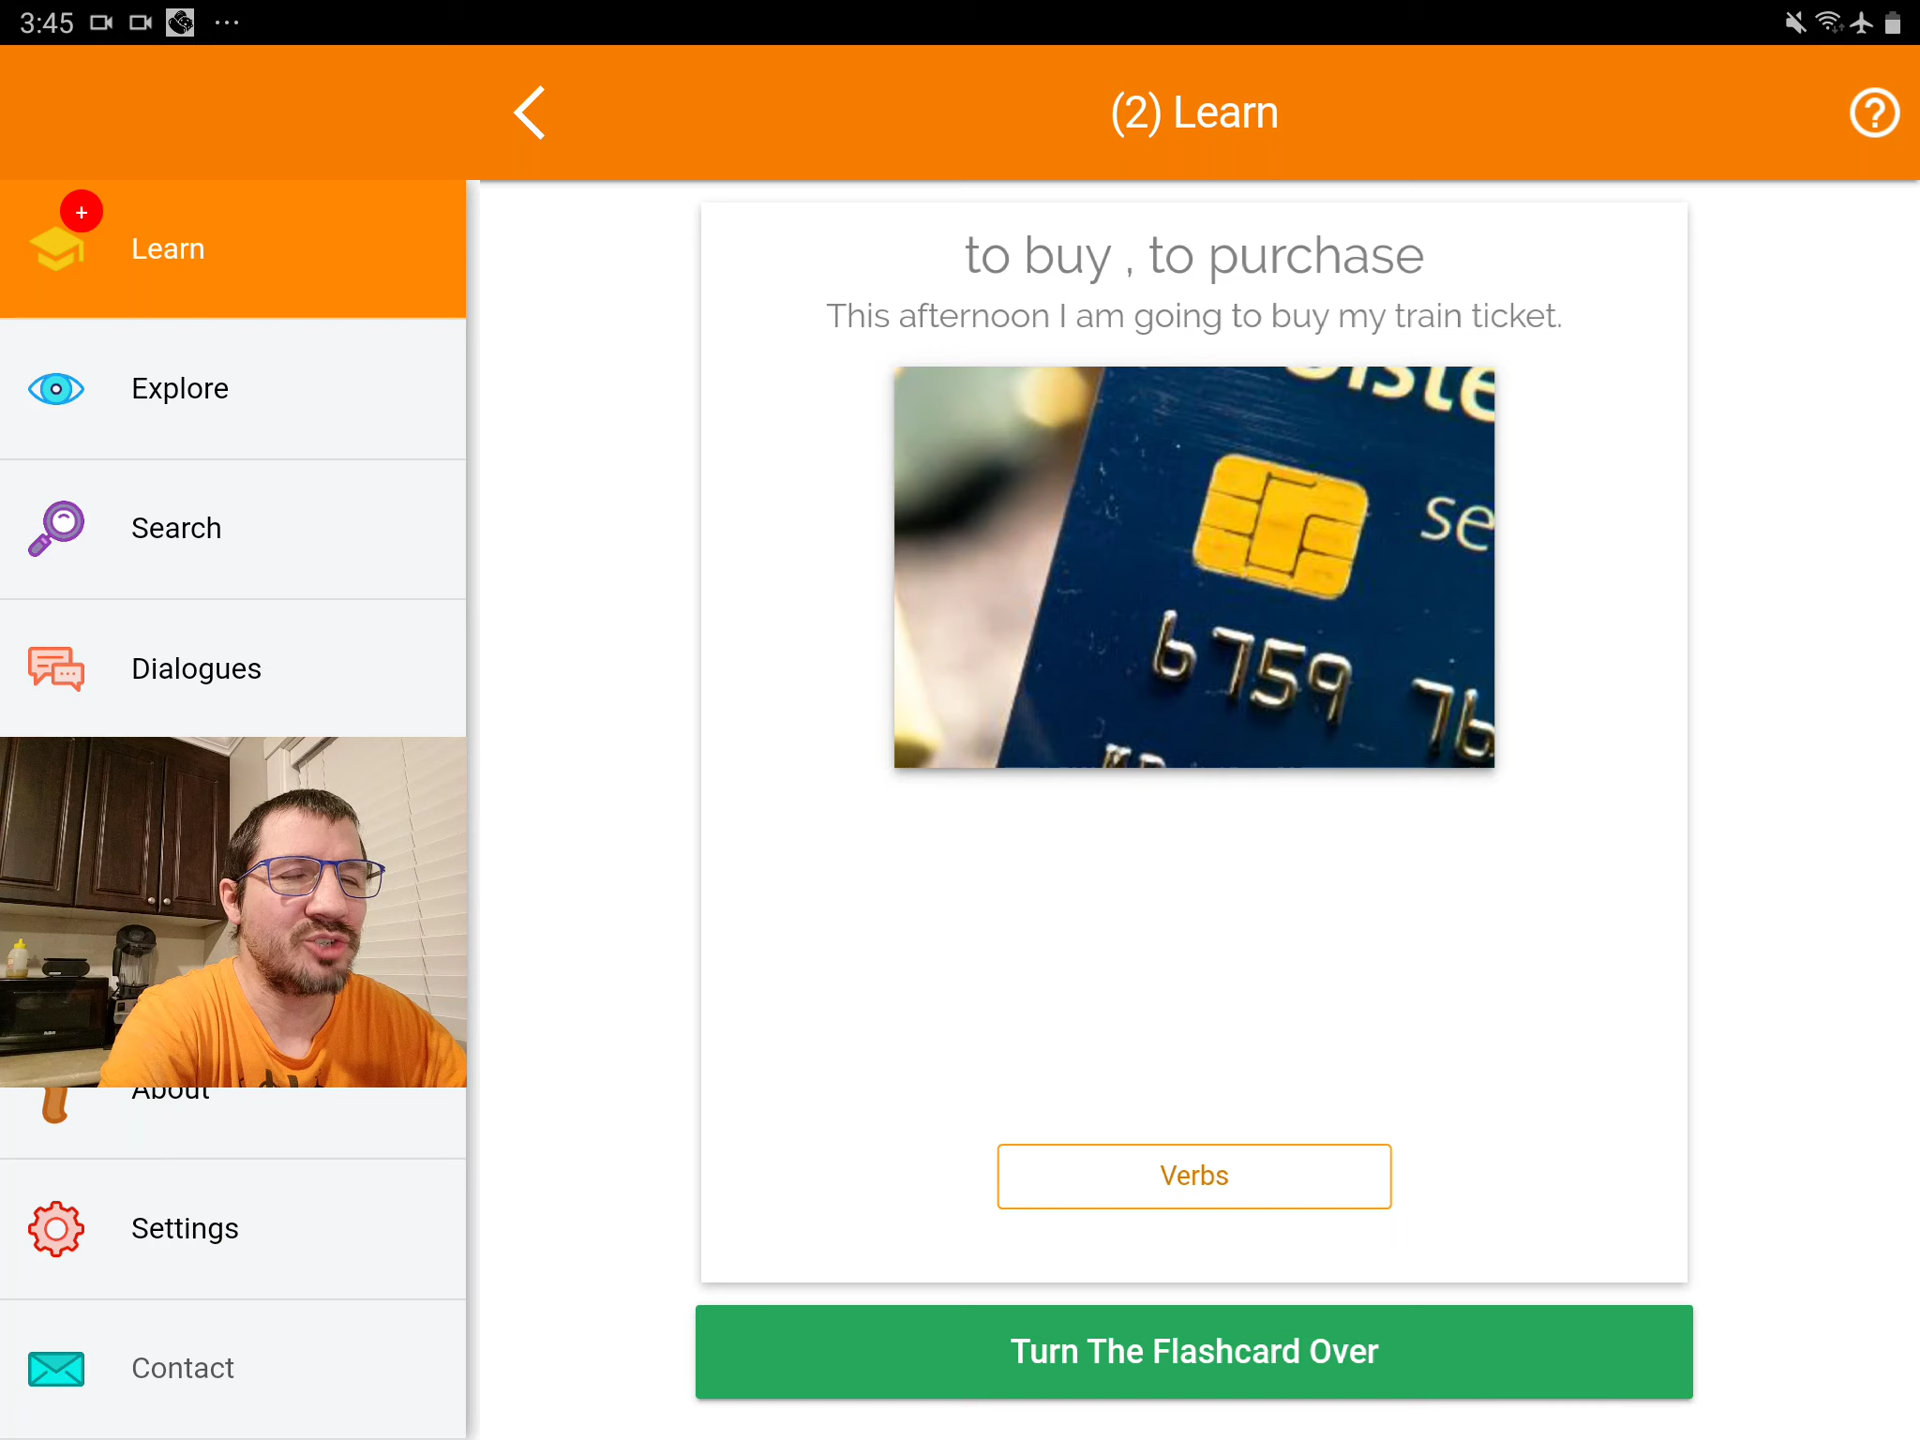 3:45
(2) Learn
+
Learn
Explore
Search
Dialogues
About
Settings
Contact
to buy , to purchase
This afternoon I am going to buy my train ticket.
se
6759 76
Verbs
Turn The Flashcard Over